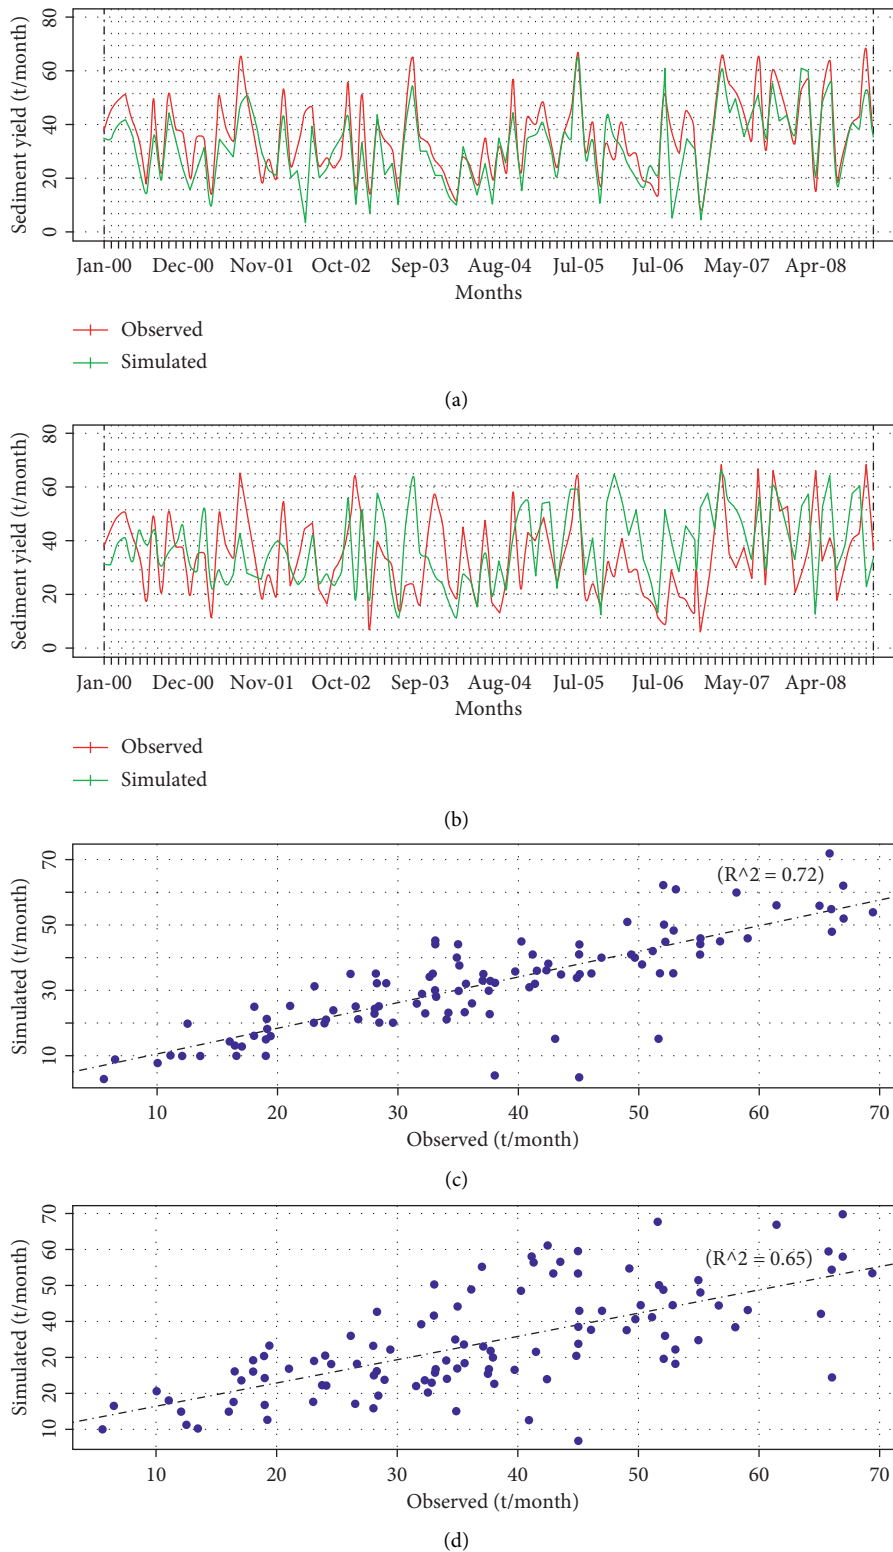 Sediment yield (t/month)
80
60
40
20
0
Jan-00 Dec-00 Nov-01 Oct-02 Sep-03 Aug-04 Jul-05 Jul-06 May-07 Apr-08
Months
Observed
Simulated
(a)
Sediment yield (t/month)
80
60
40
20
0
Jan-00 Dec-00 Nov-01 Oct-02 Sep-03 Aug-04 Jul-05 Jul-06 May-07 Apr-08
Months
Observed
Simulated
(b)
Simulated (t/month)
70
50
30
10
(R^2 = 0.72)
10 20 30 40 50 60 70
Observed (t/month)
(c)
Simulated (t/month)
70
50
40
20
20
10
(R^2 = 0.65)
10 20 30 40 50 60 70
Observed (t/month)
(d)